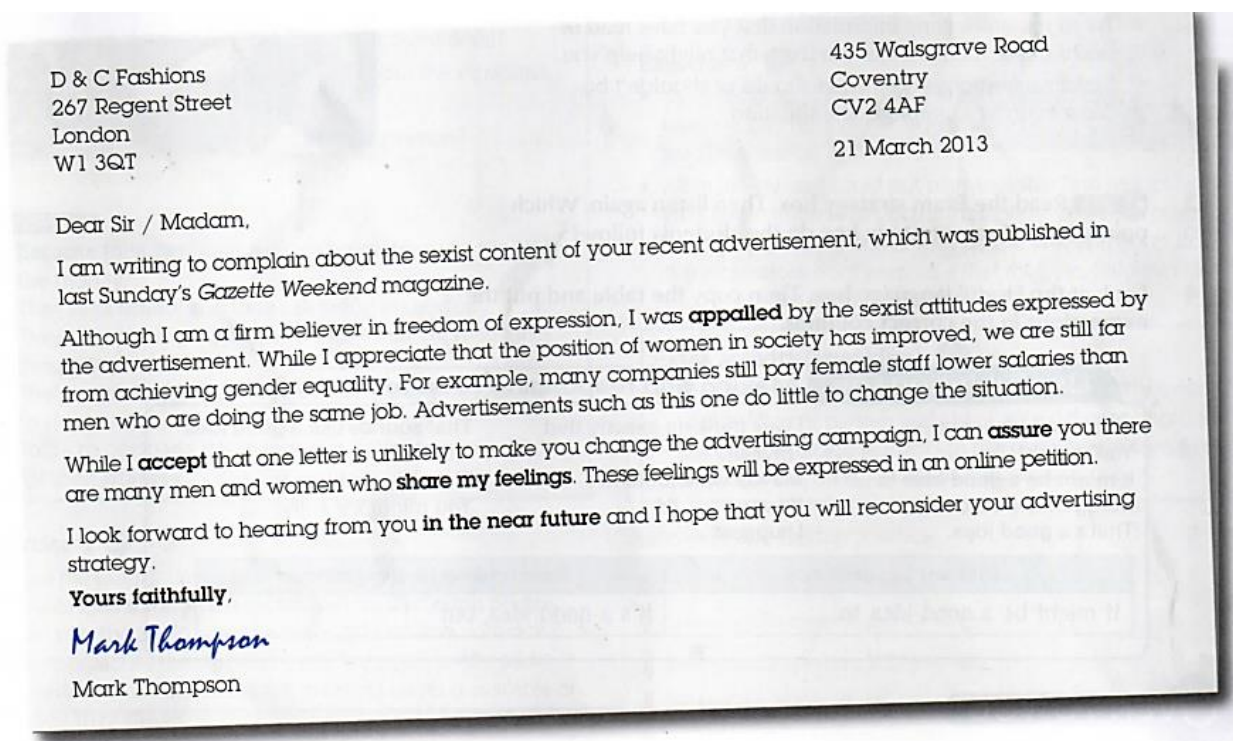 D & C Fashions
267 Regent Street
London
W1 3QT
435 Walsgrave Road
Coventry
CV2 4AF
21 March 2013
Dear Sir / Madam,
I am writing to complain about the sexist content of your recent advertisement, which was published in
last Sunday's Gazette Weekend magazine.
Although I am a firm believer in freedom of expression, I was appalled by the sexist attitudes expressed by
the advertisement. While I appreciate that the position of women in society has improved, we are still far
from achieving gender equality. For example, many companies still pay female staff lower salaries than
men who are doing the same job. Advertisements such as this one do little to change the situation.
While I accept that one letter is unlikely to make you change the advertising campaign, I can assure you there
are many men and women who share my feelings. These feelings will be expressed in an online petition.
I look forward to hearing from you in the near future and I hope that you will reconsider your advertising
strategy.
Yours faithfully,
Mark Thompson
Mark Thompson